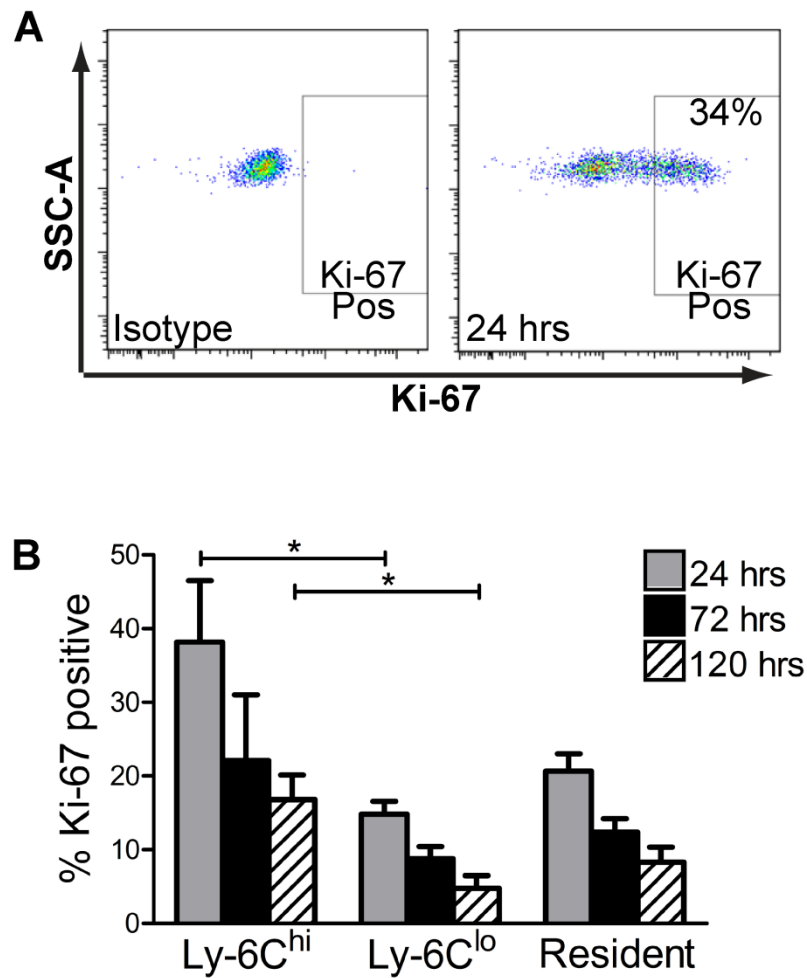 A
34%
SSC-A
Ki-67
Pos
Ki-67
Pos
Isotype
24 hrs
Ki-67
B
50
40
30
20
10
0
% Ki-67 positive
*
*
24 hrs
72 hrs
120 hrs
Ly-6Chi
Ly-6Clo
Resident